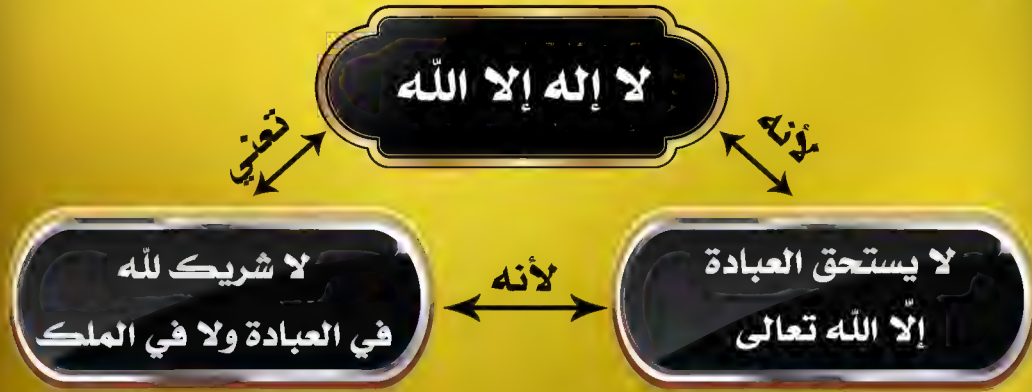 لا إله إلا اللّه
لأنه
تعني
لا يستحق العبادة
إلّا اللّه تعالى
لأنه
لا شريك للّه
في العبادة ولا في الملك